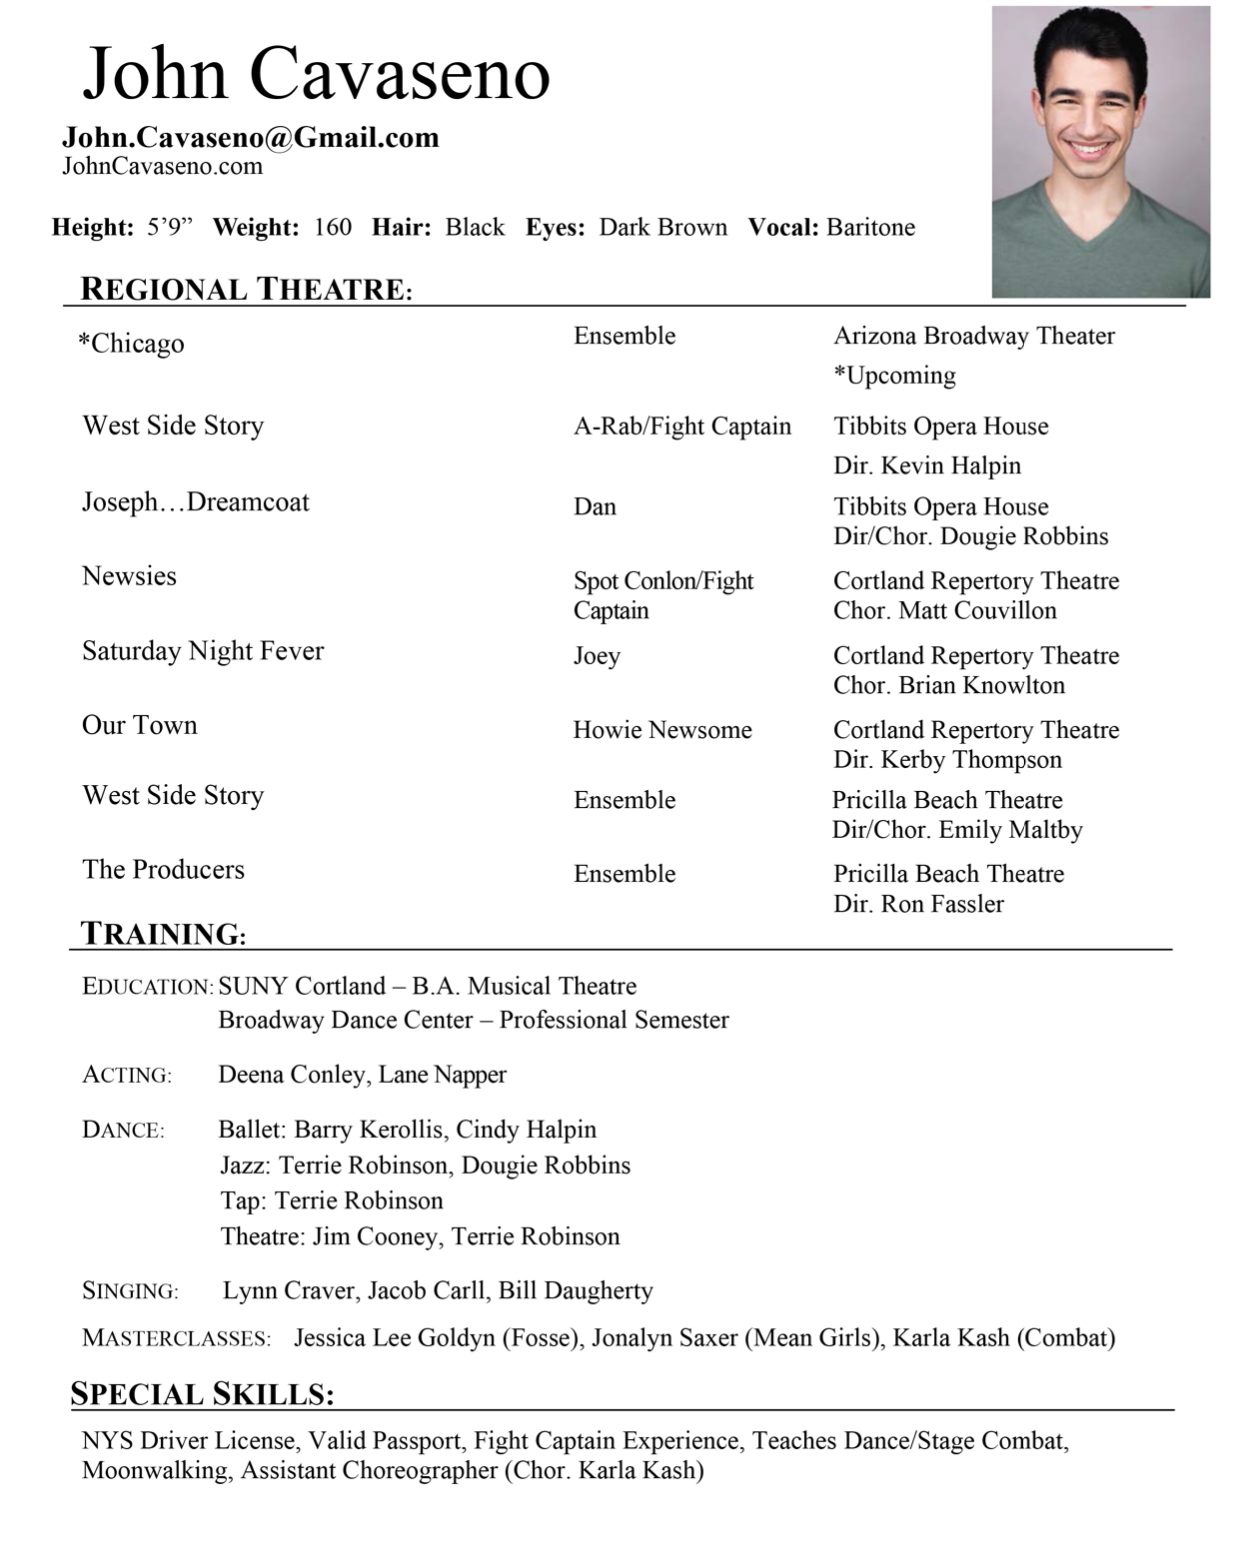 John Cavaseno
John.Cavaseno@Gmail.com
JohnCavaseno.com
Height: 5’9” Weight: 160 Hair: Black Eyes: Dark Brown Vocal: Baritone
REGIONAL THEATRE:
*Chicago Ensemble Arizona Broadway Theater
*Upcoming
West Side Story A-Rab/Fight Captain Tibbits Opera House
Dir. Kevin Halpin
Joseph…Dreamcoat Dan Tibbits Opera House
Dir/Chor. Dougie Robbins
Newsies Spot Conlon/Fight Cortland Repertory Theatre
Captain Chor. Matt Couvillon
Saturday Night Fever Joey Cortland Repertory Theatre
Chor. Brian Knowlton
Our Town Howie Newsome Cortland Repertory Theatre
Dir. Kerby Thompson
West Side Story Ensemble Pricilla Beach Theatre
Dir/Chor. Emily Maltby
The Producers Ensemble Pricilla Beach Theatre
Dir. Ron Fassler
TRAINING:
EDUCATION: SUNY Cortland – B.A. Musical Theatre
Broadway Dance Center – Professional Semester
ACTING: Deena Conley, Lane Napper
DANCE: Ballet: Barry Kerollis, Cindy Halpin
Jazz: Terrie Robinson, Dougie Robbins
Tap: Terrie Robinson
Theatre: Jim Cooney, Terrie Robinson
SINGING: Lynn Craver, Jacob Carll, Bill Daugherty
MASTERCLASSES: Jessica Lee Goldyn (Fosse), Jonalyn Saxer (Mean Girls), Karla Kash (Combat)
SPECIAL SKILLS:
NYS Driver License, Valid Passport, Fight Captain Experience, Teaches Dance/Stage Combat,
Moonwalking, Assistant Choreographer (Chor. Karla Kash)